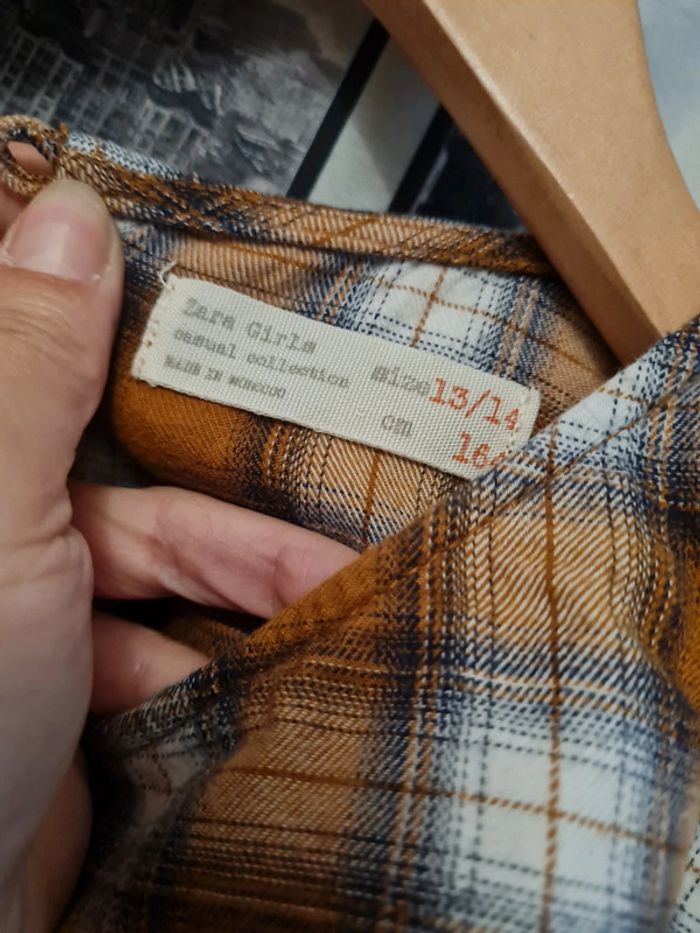 Zara Girls
casual collection
MADE IN MOROCCO
size 13/14
cm 164